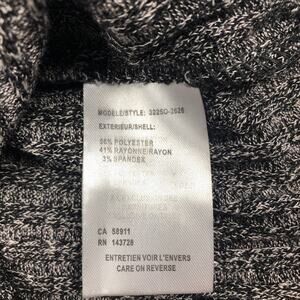 MODELE/STYLE: 322SO-2626
EXTERIEUR/SHELL:
56% POLYESTER
41% RAYONNE/RAYON
3% SPANDEX
CA 58911
RN 143728
ENTRETIEN VOIR L'ENVERS
CARE ON REVERSE